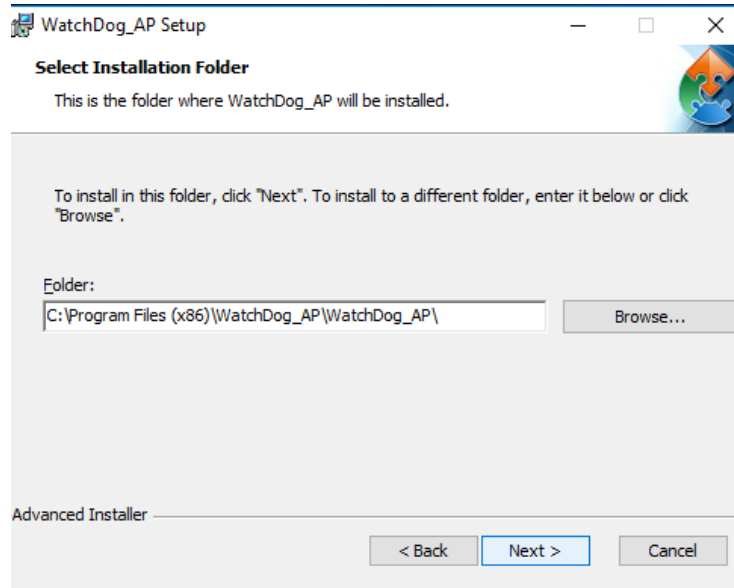 WatchDog_AP Setup
Select Installation Folder
This is the folder where WatchDog_AP will be installed.
To install in this folder, click "Next". To install to a different folder, enter it below or click
"Browse".
Folder:
C:\Program Files (x86)\WatchDog_AP\WatchDog_AP\
Browse...
Advanced Installer
< Back
Next >
Cancel